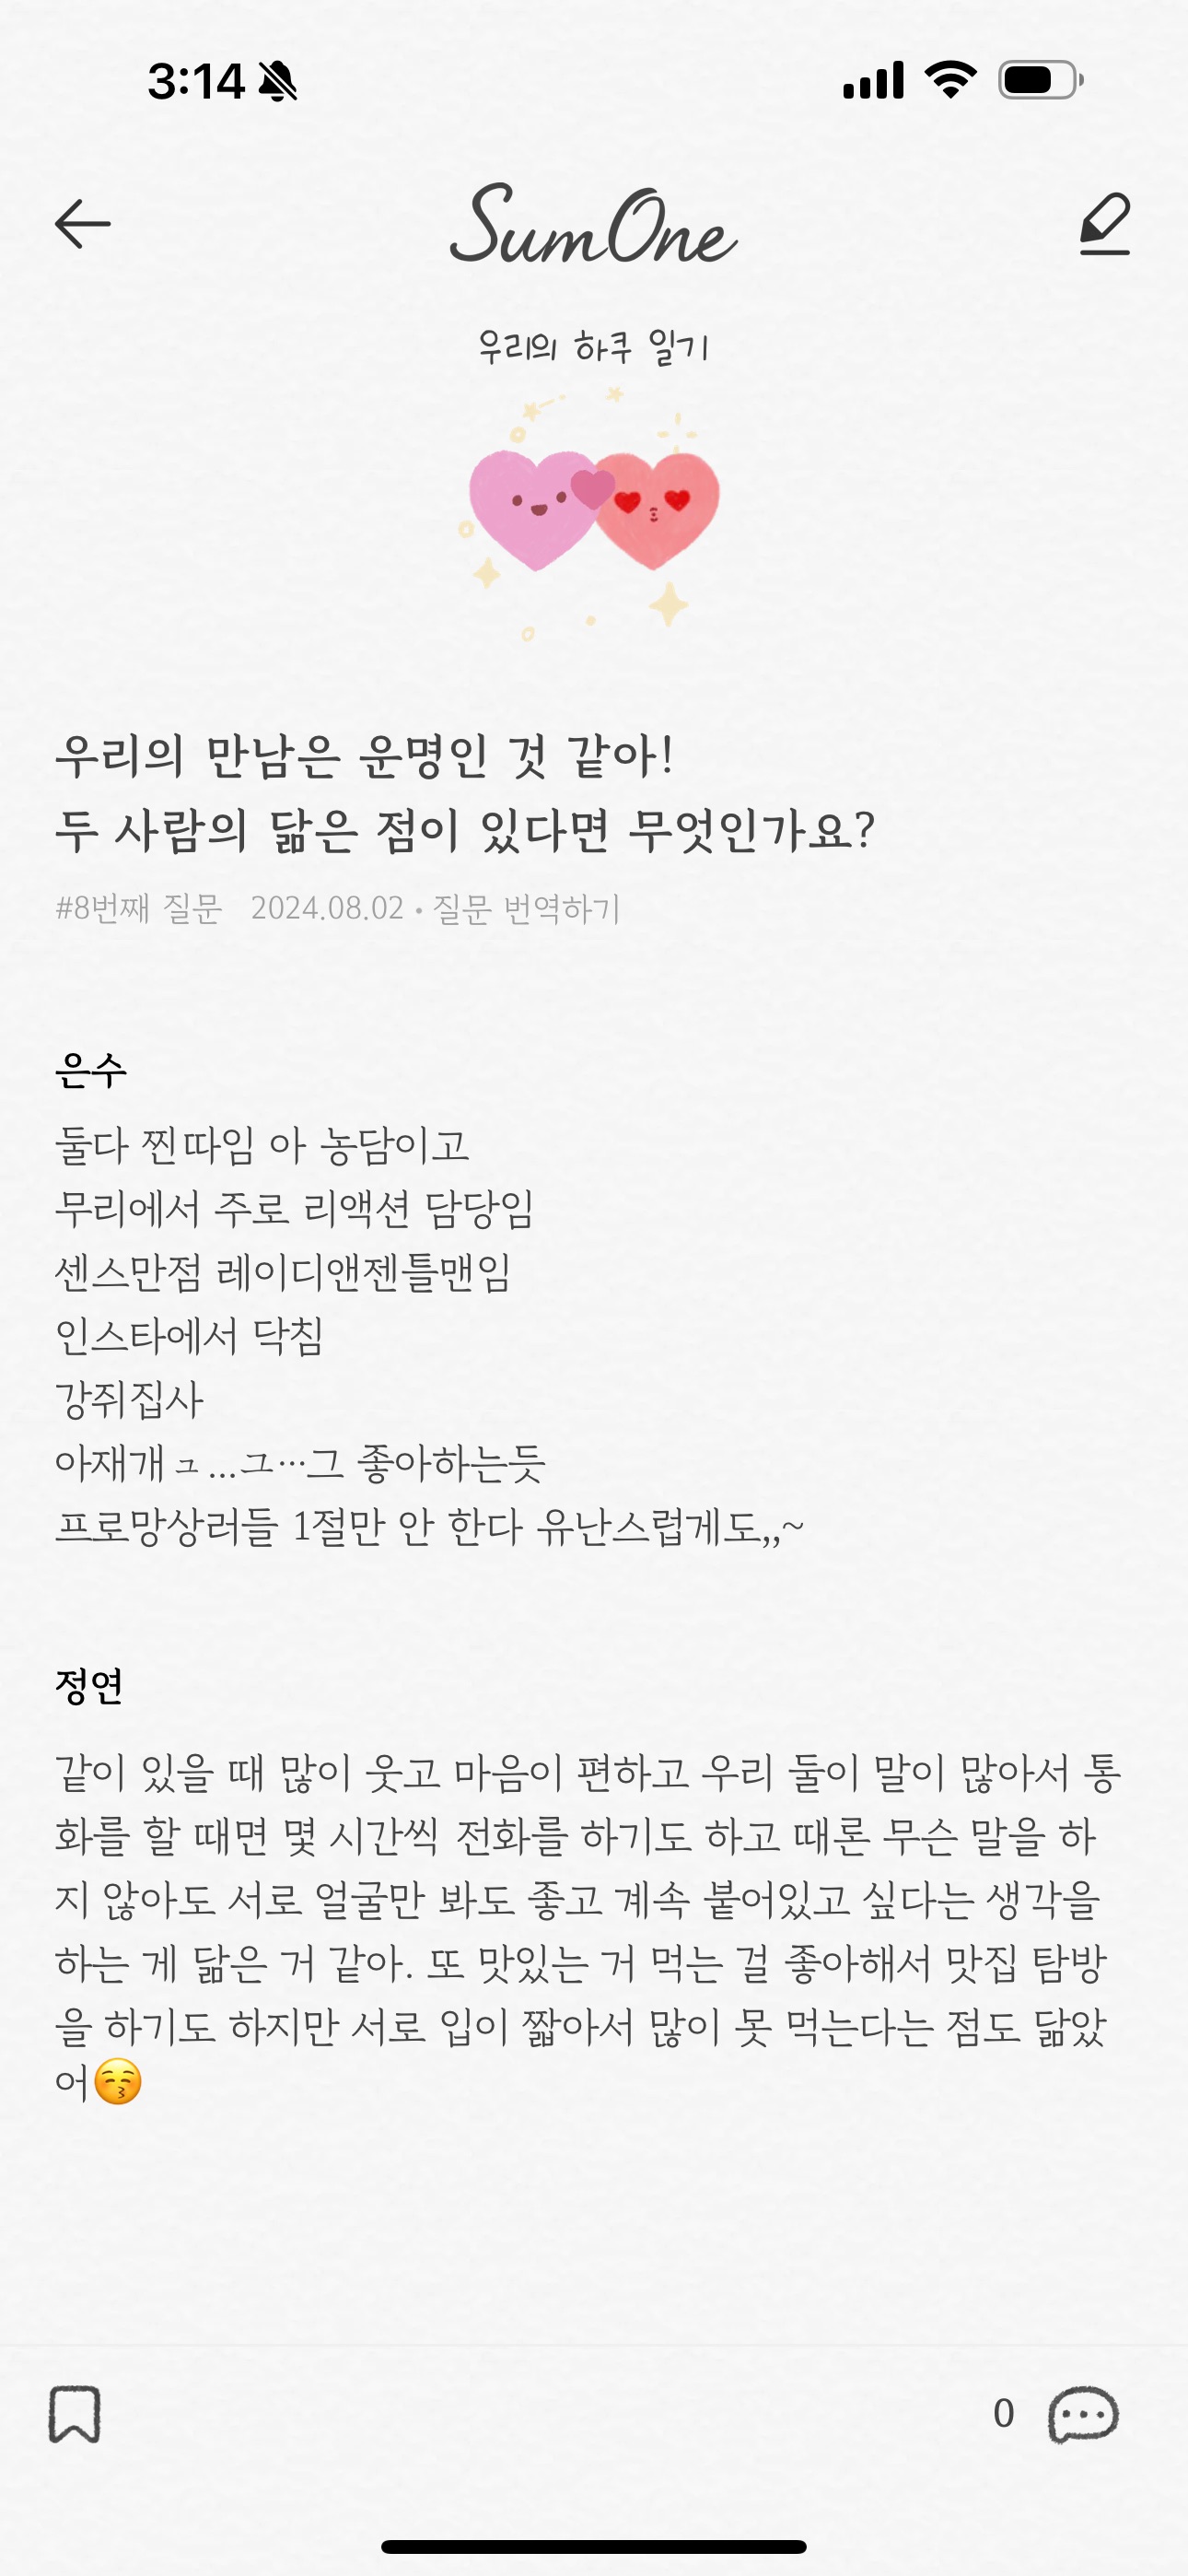 3:14
SumOne
우리의 하쿠 일기
우리의 만남은 운명인 것 같아!
두 사람의 닮은 점이 있다면 무엇인가요?
#8번째 질문 2024.08.02 • 질문 번역하기
은수
둘다 찐따임 아 농담이고
무리에서 주로 리액션 담당임
센스만점 레이디앤젠틀맨임
인스타에서 닥침
강쥐집사
아재개ㅋ...그…그 좋아하는듯
프로망상러들 1절만 안 한다 유난스럽게도,,~
정연
같이 있을 때 많이 웃고 마음이 편하고 우리 둘이 말이 많아서 통
화를 할 때면 몇 시간씩 전화를 하기도 하고 때론 무슨 말을 하
지 않아도 서로 얼굴만 봐도 좋고 계속 붙어있고 싶다는 생각을
하는 게 닮은 거 같아. 또 맛있는 거 먹는 걸 좋아해서 맛집 탐방
을 하기도 하지만 서로 입이 짧아서 많이 못 먹는다는 점도 닮았
어😚
0